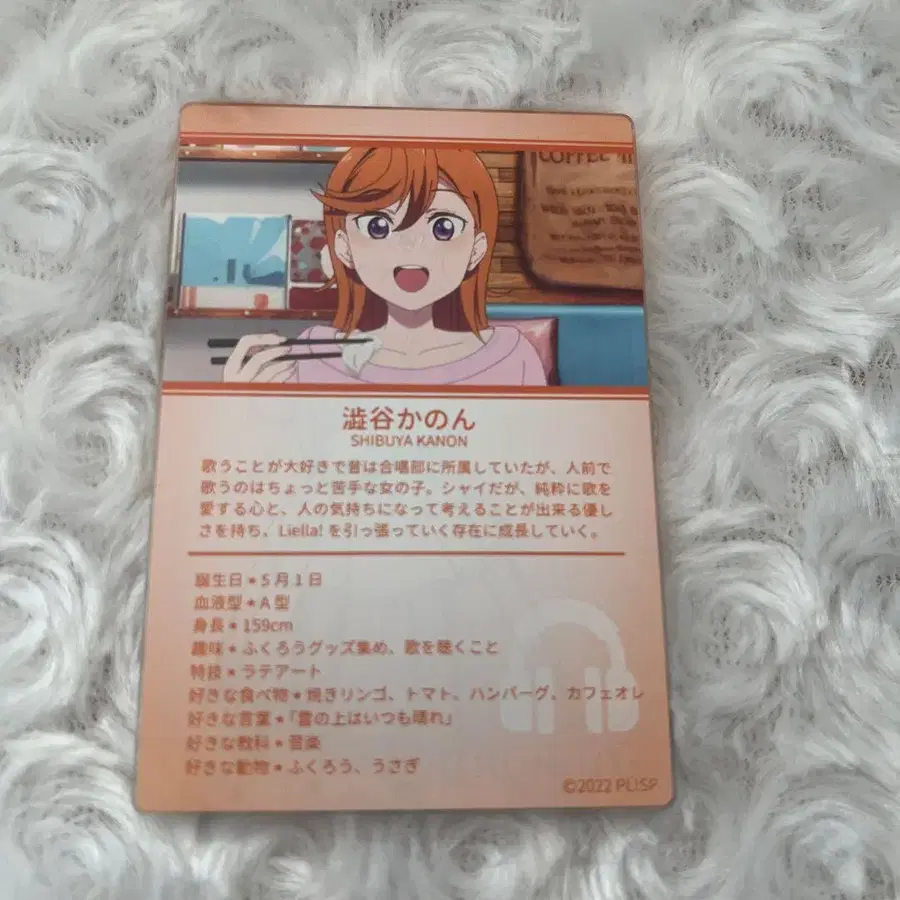 COFFEE
澁谷かのん
SHIBUYA KANON
歌うことが大好きで昔は合唱部に所属していたが、人前で
歌うのはちょっと苦手な女の子。シャイだが、純粋に歌を
愛する心と、人の気持ちになって考えることが出来る優し
さを持ち、Liella! を引っ張っていく存在に成長していく。
誕生日★5月1日
血液型★A型
身長★159cm
趣味★ふくろうグッズ集め、歌を聴くこと
特技★ラテアート
好きな食べ物★焼きリンゴ、トマト、ハンバーグ、カフェオレ
好きな言葉★「雲の上はいつも晴れ」
好きな教科★音楽
好きな動物★ふくろう、うさぎ
©2022 PL!SP